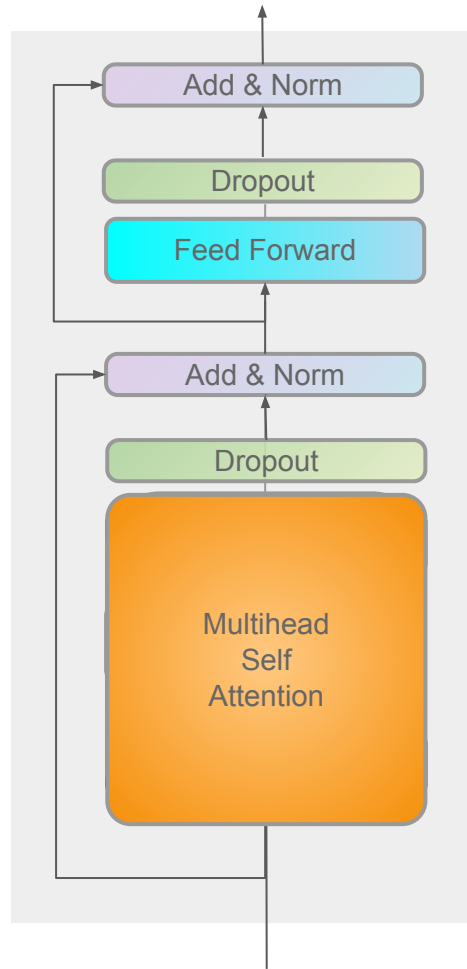 Add & Norm
Dropout
Feed Forward
Add & Norm
Dropout
Multihead
Self
Attention